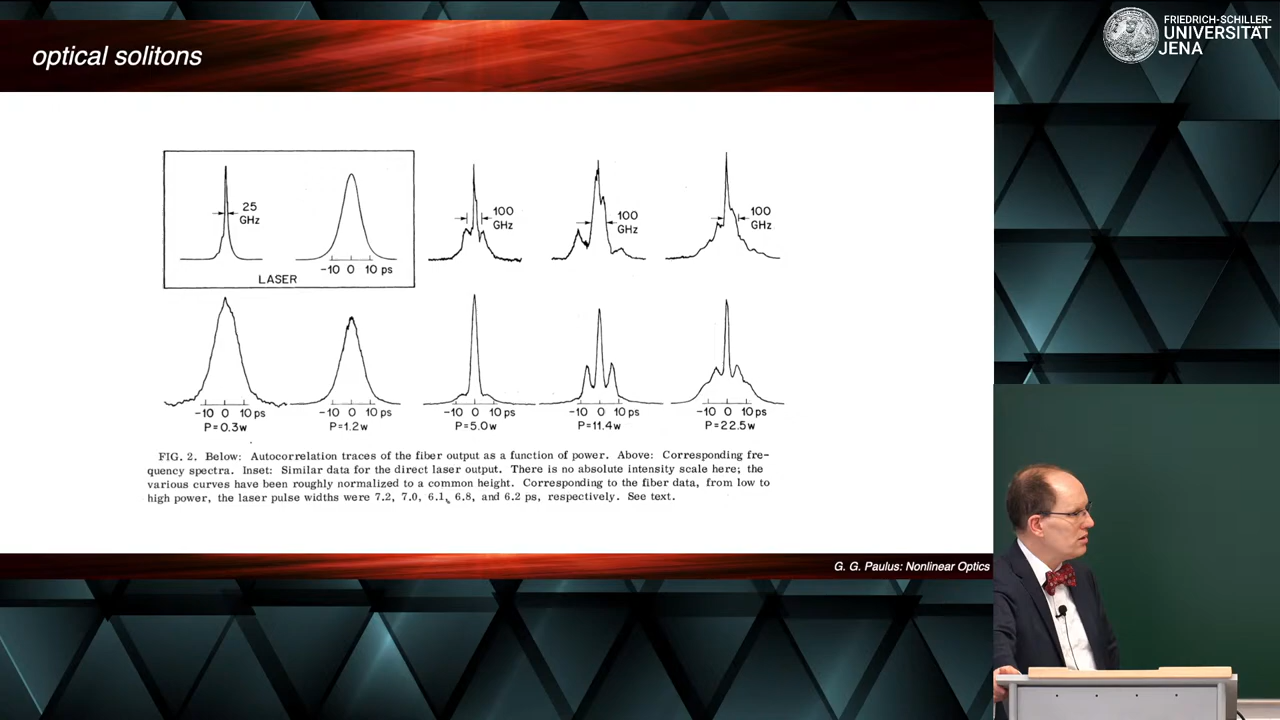 optical solitons
FRIEDRICH-SCHILLER-
UNIVERSITÄT
JENA
25
GHz
-10 0 10 ps
LASER
100
GHz
100
GHz
100
GHz
-10 0 10 ps
P=0.3w
-10 0 10 ps
P=1.2w
-10 0 10 ps
P=5.0w
-10 0 10 ps
P=11.4w
-10 0 10 ps
P=22.5w
FIG. 2. Below: Autocorrelation traces of the fiber output as a function of power. Above: Corresponding fre-
quency spectra. Inset: Similar data for the direct laser output. There is no absolute intensity scale here; the
various curves have been roughly normalized to a common height. Corresponding to the fiber data, from low to
high power, the laser pulse widths were 7.2, 7.0, 6.1, 6.8, and 6.2 ps, respectively. See text.
G. G. Paulus: Nonlinear Optics